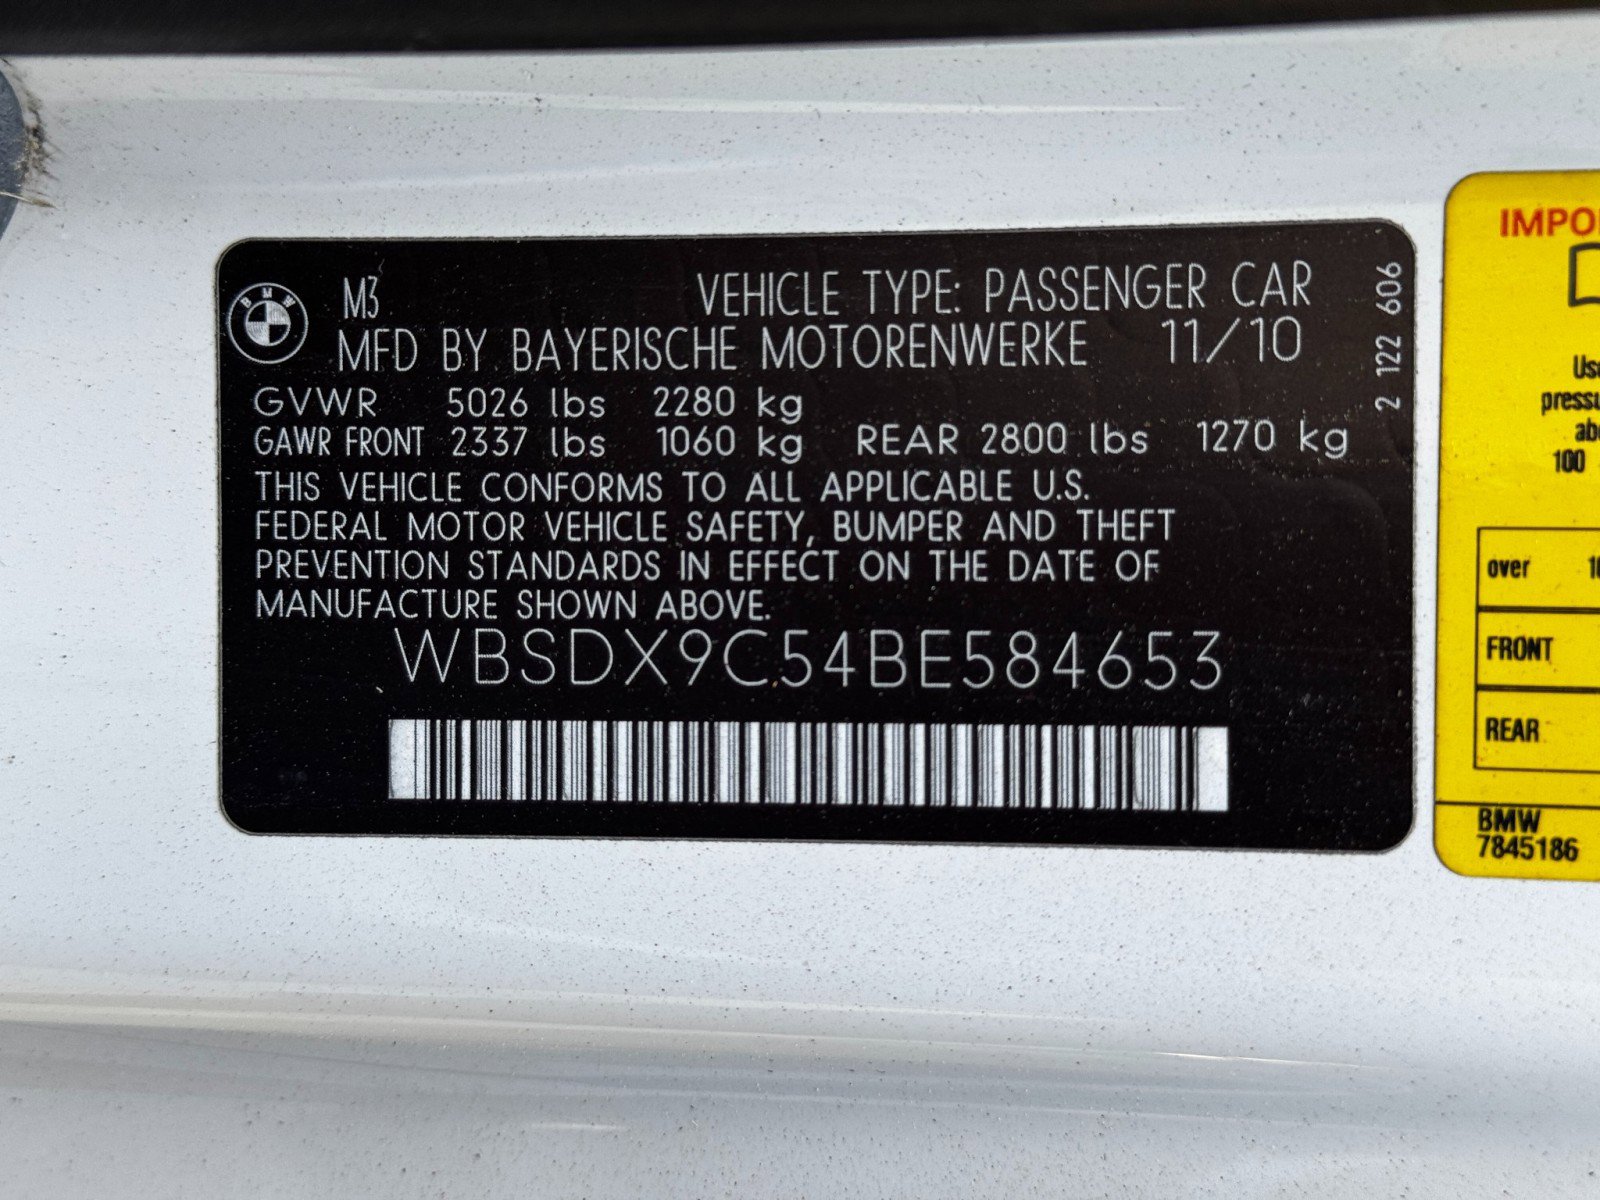 BMW
M3 VEHICLE TYPE: PASSENGER CAR
MFD BY BAYERISCHE MOTORENWERKE 11/10
GVWR 5026 lbs 2280 kg
GAWR FRONT 2337 lbs 1060 kg REAR 2800 lbs 1270 kg
THIS VEHICLE CONFORMS TO ALL APPLICABLE U.S.
FEDERAL MOTOR VEHICLE SAFETY, BUMPER AND THEFT
PREVENTION STANDARDS IN EFFECT ON THE DATE OF
MANUFACTURE SHOWN ABOVE.
WBSDX9C54BE584653
2 122 606
over
FRONT
REAR
BMW
7845186
100